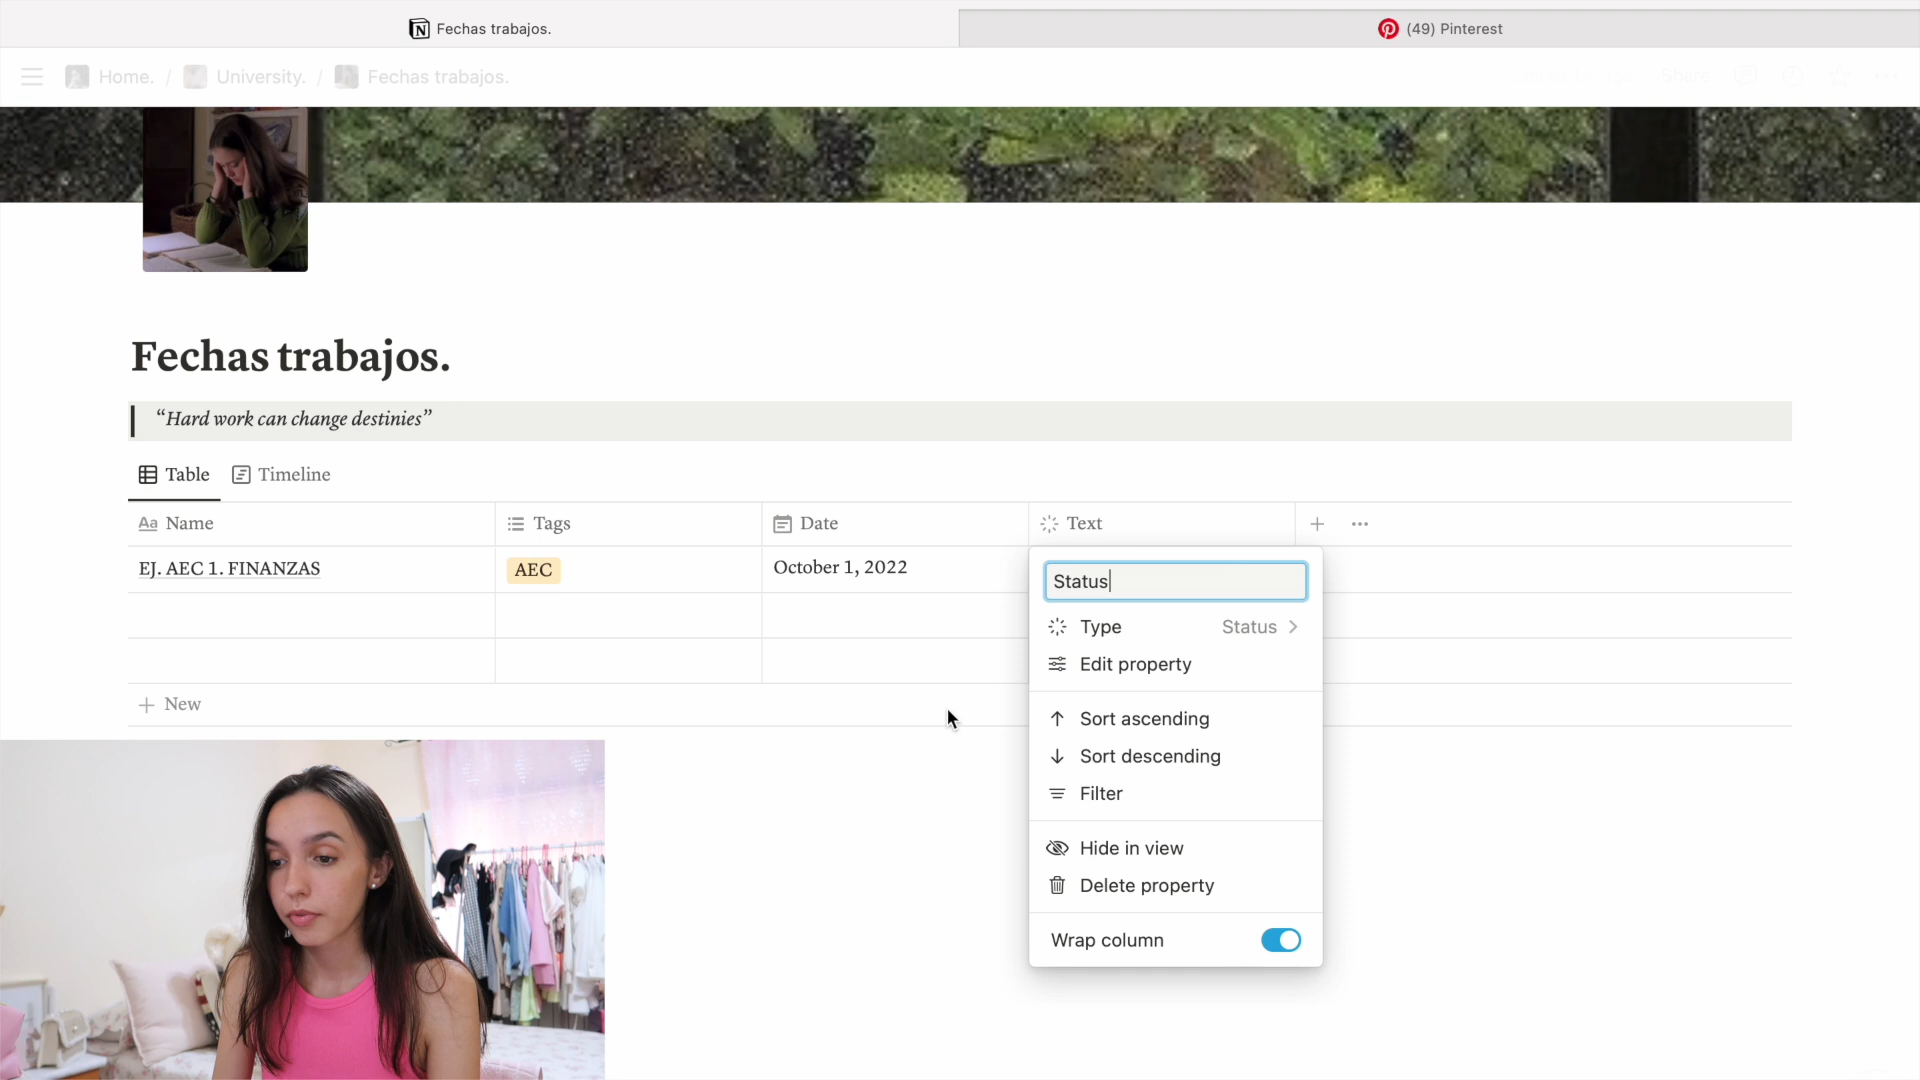 Fechas trabajos.
(49) Pinterest
Home. / University. / Fechas trabajos.
Share
Fechas trabajos.
“Hard work can change destinies”
Table Timeline
Aa Name Tags Date Text
EJ. AEC 1. FINANZAS AEC October 1, 2022
Status
Type Status
Edit property
Sort ascending
Sort descending
Filter
Hide in view
Delete property
Wrap column
New